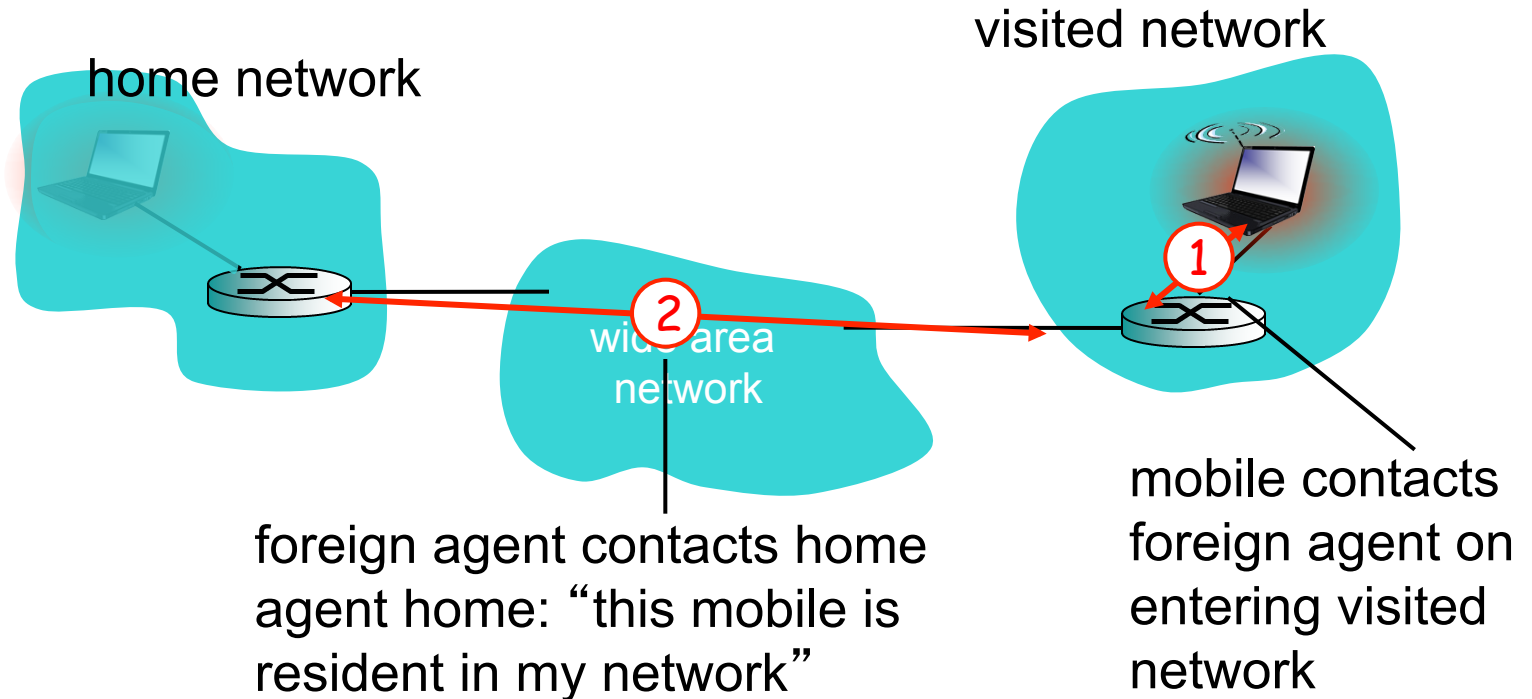 visited network
home network
1
2
wide area
network
foreign agent contacts home
agent home: “this mobile is
resident in my network”
mobile contacts
foreign agent on
entering visited
network